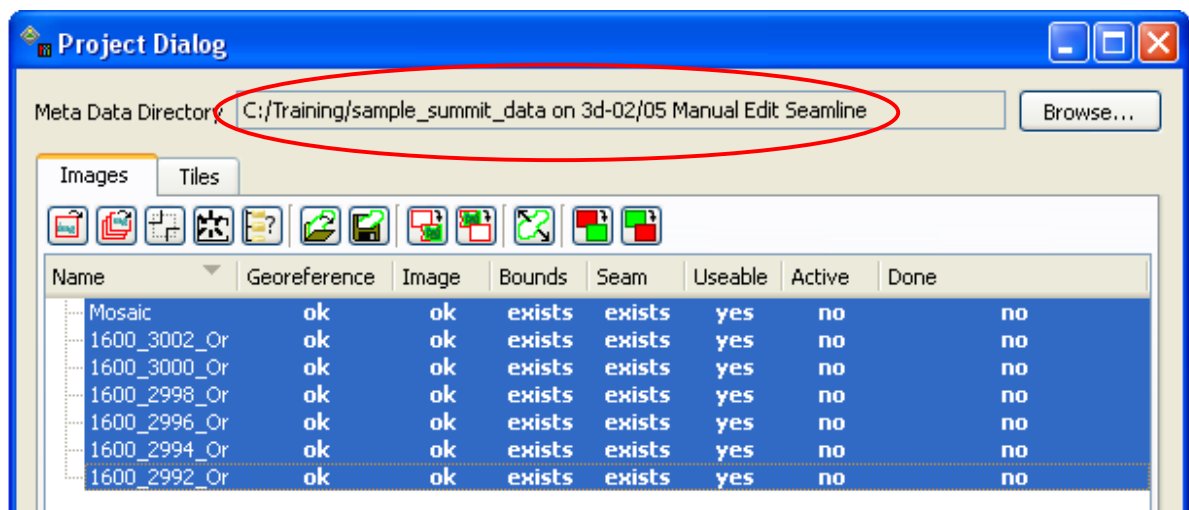 Project Dialog
Meta Data Directory C:/Training/sample_summit_data on 3d-02/05 Manual Edit Seamline Browse...
Images Tiles
Name Georeference Image Bounds Seam Useable Active Done
Mosaic ok ok exists exists yes no no
1600_3002_Or ok ok exists exists yes no no
1600_3000_Or ok ok exists exists yes no no
1600_2998_Or ok ok exists exists yes no no
1600_2996_Or ok ok exists exists yes no no
1600_2994_Or ok ok exists exists yes no no
1600_2992_Or ok ok exists exists yes no no